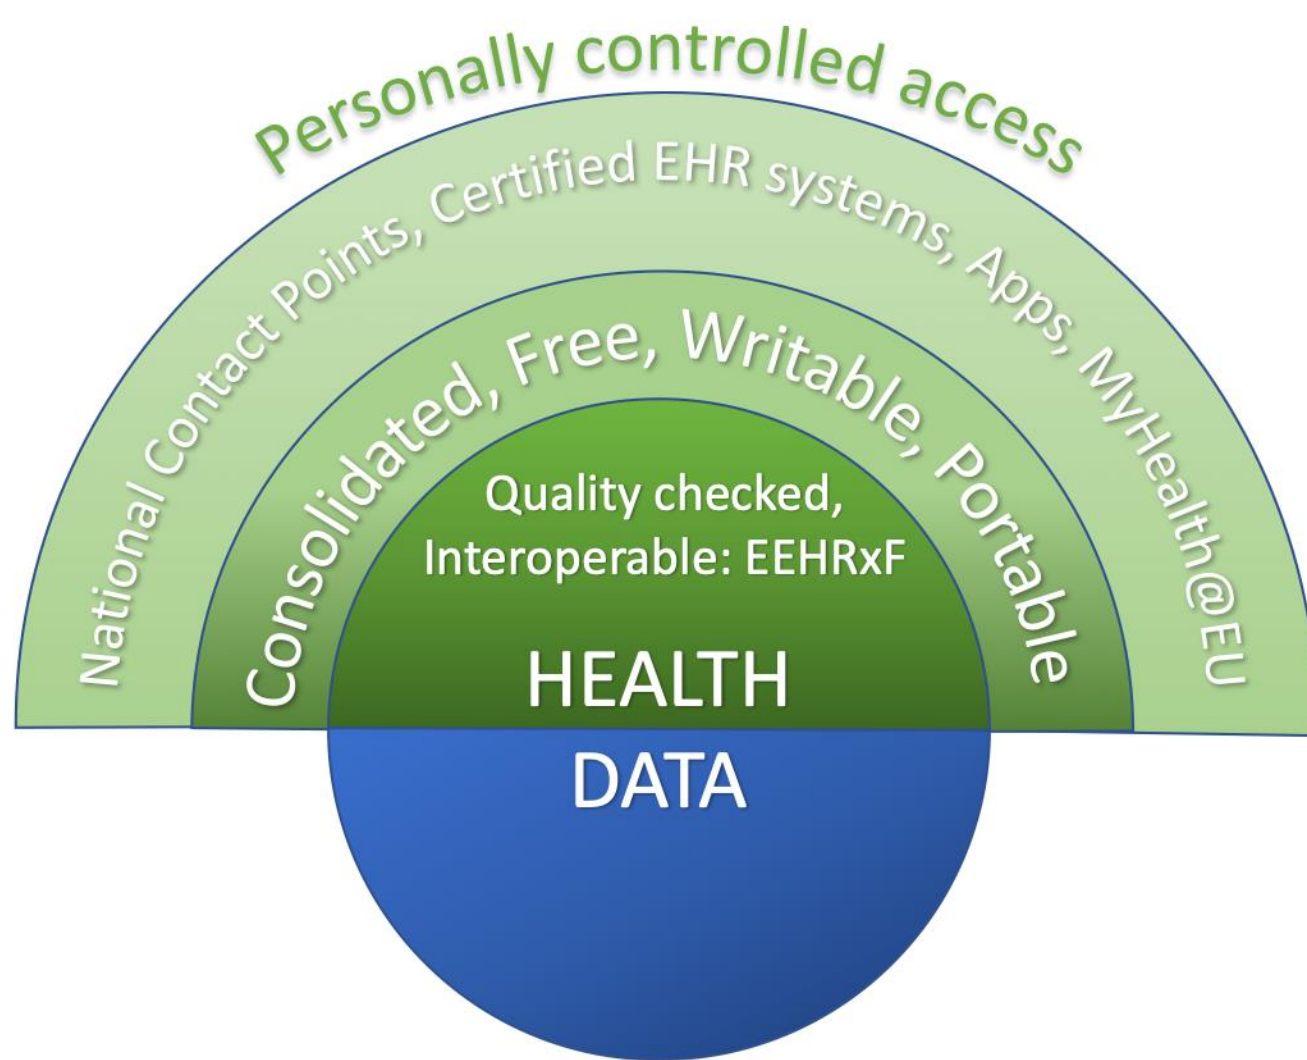 Personally controlled access
National Contact Points, Certified EHR systems, Apps, MyHealth@EU
Consolidated, Free, Writable, Portable
Quality checked,
Interoperable: EEHRxF
HEALTH
DATA